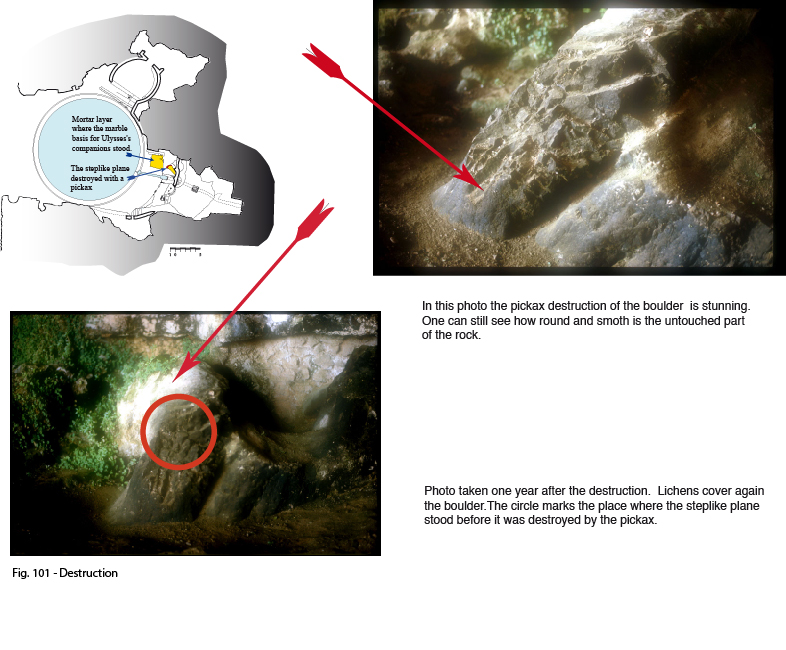 Mortar layer
where the marble
basis for Ulysses's
companions stood.
The steplike plane
destroyed with a
pickax
1 0 5
In this photo the pickax destruction of the boulder is stunning.
One can still see how round and smoth is the untouched part
of the rock.
Photo taken one year after the destruction. Lichens cover again
the boulder.The circle marks the place where the steplike plane
stood before it was destroyed by the pickax.
Fig. 101 - Destruction